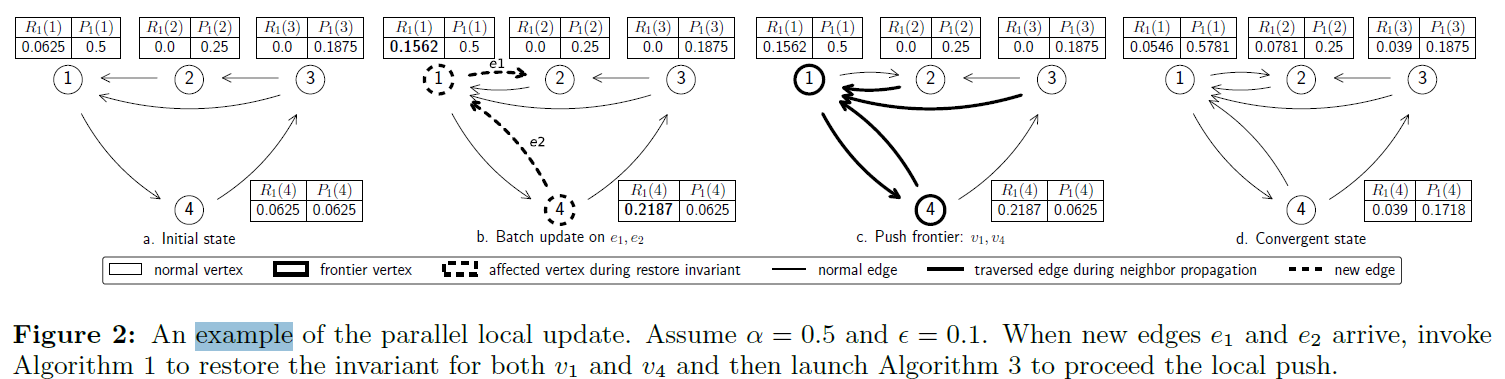 R1(1) P1(1) R1(2) P1(2) R1(3) P1(3) R1(1) P1(1) R1(2) P1(2) R1(3) P1(3) R1(1) P1(1) R1(2) P1(2) R1(3) P1(3) R1(1) P1(1) R1(2) P1(2) R1(3) P1(3)
0.0625 0.5 0.0 0.25 0.0 0.1875 0.1562 0.5 0.0 0.25 0.0 0.1875 0.1562 0.5 0.0 0.25 0.0 0.1875 0.0546 0.5781 0.0781 0.25 0.039 0.1875
e1
1 2 3 1 2 3 1 2 3 1 2 3
e2
R1(4) P1(4) R1(4) P1(4) R1(4) P1(4) R1(4) P1(4)
4 0.0625 0.0625 4 0.2187 0.0625 4 0.2187 0.0625 4 0.039 0.1718
a. Initial state b. Batch update on e1, e2 c. Push frontier: v1, v4 d. Convergent state
normal vertex frontier vertex affected vertex during restore invariant normal edge traversed edge during neighbor propagation new edge
Figure 2: An example of the parallel local update. Assume α = 0.5 and ϵ = 0.1. When new edges e1 and e2 arrive, invoke
Algorithm 1 to restore the invariant for both v1 and v4 and then launch Algorithm 3 to proceed the local push.